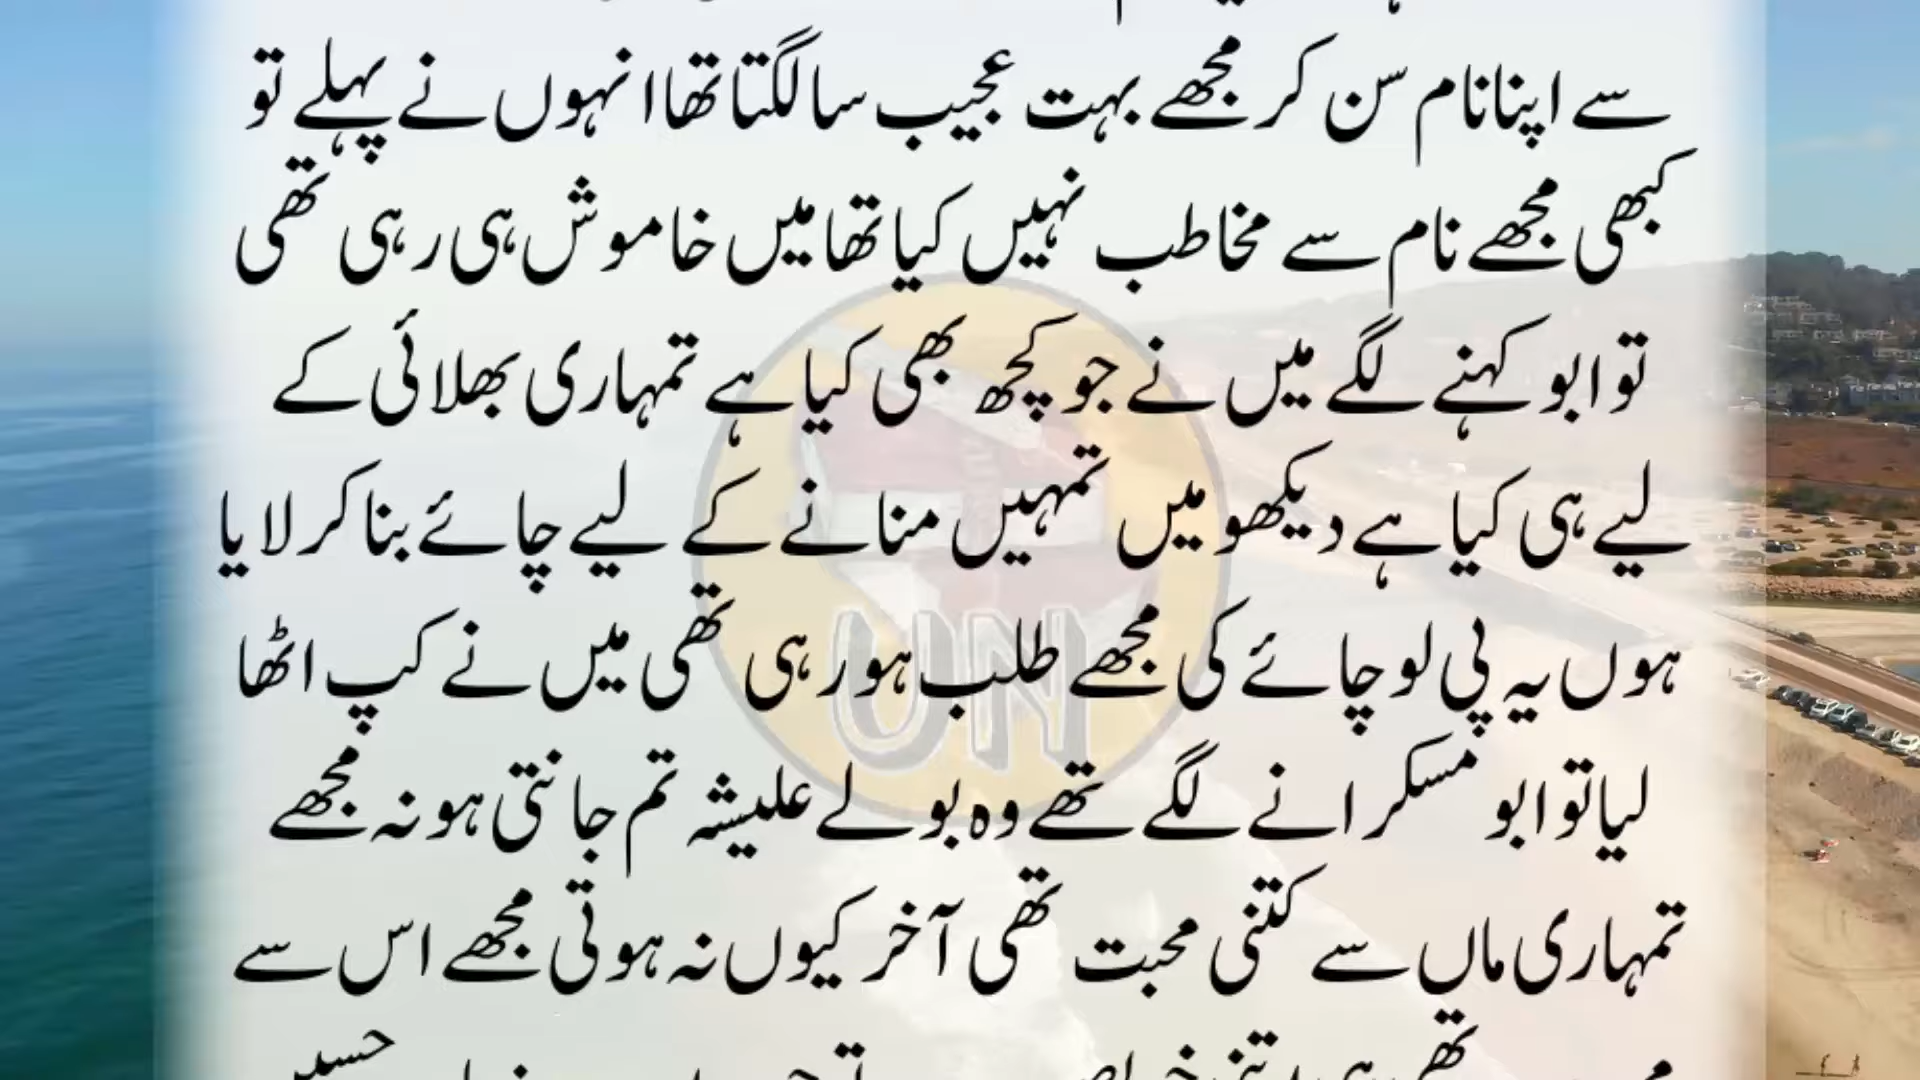 سے اپنا نام سن کر مجھے بہت عجیب سا لگتا تھا انہوں نے پہلے تو
کبھی مجھے نام سے مخاطب نہیں کیا تھا میں خاموش ہی رہی تھی
تو ابو کہنے لگے میں نے جو کچھ بھی کیا ہے تمہاری بھلائی کے
لیے ہی کیا ہے دیکھو میں تمہیں منانے کے لیے چائے بنا کر لایا
ہوں یہ پی لو چائے کی مجھے طلب ہو رہی تھی میں نے کپ اٹھا
لیا تو ابو مسکرانے لگے تھے وہ بولے علیشہ تم جانتی ہو نہ مجھے
تمہاری ماں سے کتنی محبت تھی آخر کیوں نہ ہوتی مجھے اس سے
UN